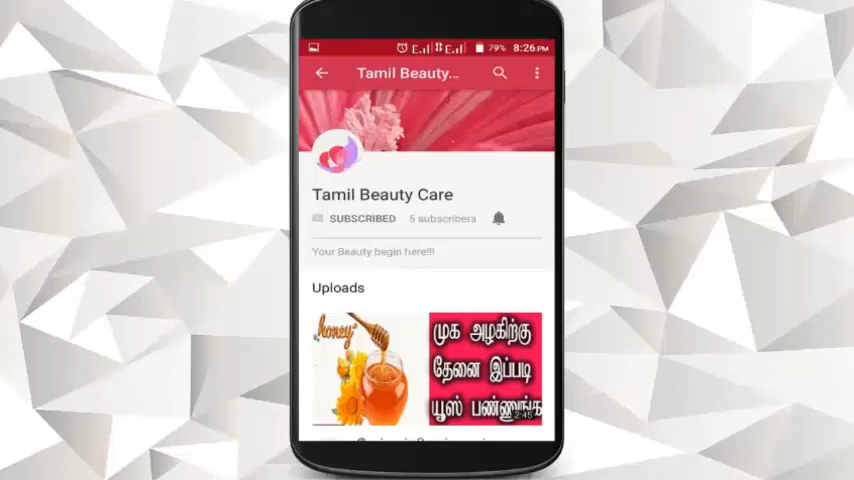 E
E
79% 8:26 PM
Tamil Beauty...
Tamil Beauty Care
SUBSCRIBED 5 subscribers
Your Beauty begin here!!!
Uploads
honey
முக அழகிற்கு
தேனை இப்படி
யூஸ் பண்ணுங்க
2:45